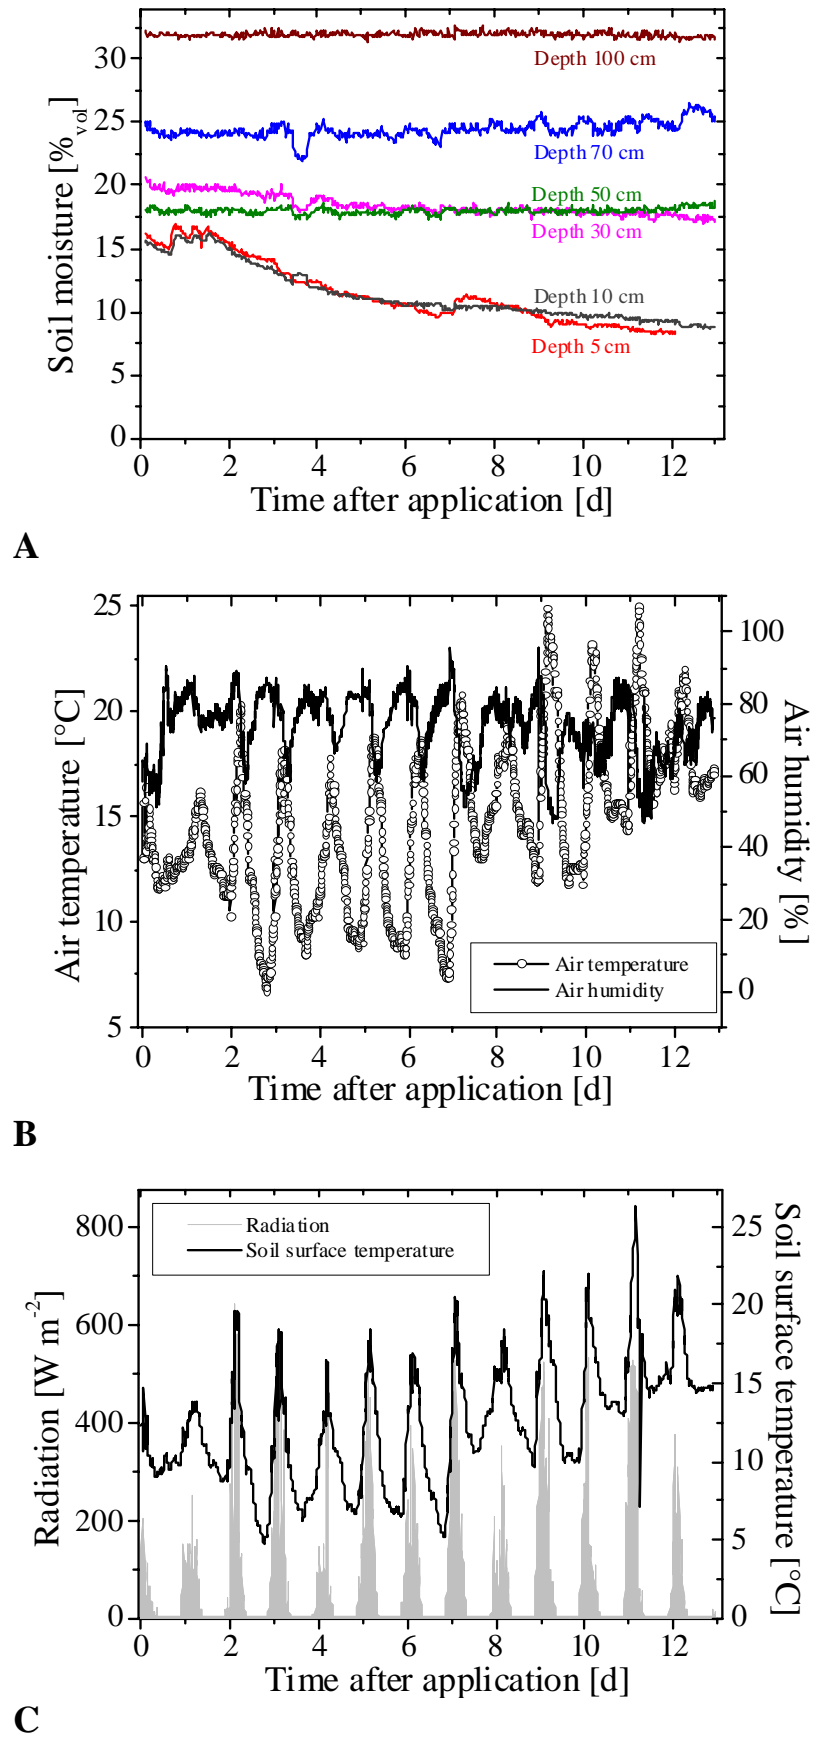 30
25
20
15
10
5
0
Soil moisture [%vol]
Depth 100 cm
Depth 70 cm
Depth 50 cm
Depth 30 cm
Depth 10 cm
Depth 5 cm
0 2 4 6 8 10 12
Time after application [d]
A
25
20
15
10
5
Air temperature [°C]
100
80
60
40
20
0
Air humidity [%]
Air temperature
Air humidity
0 2 4 6 8 10 12
Time after application [d]
B
800
600
400
200
0
Radiation [W m-2]
Radiation
Soil surface temperature
25
20
15
10
5
0
Soil surface temperature [°C]
0 2 4 6 8 10 12
Time after application [d]
C